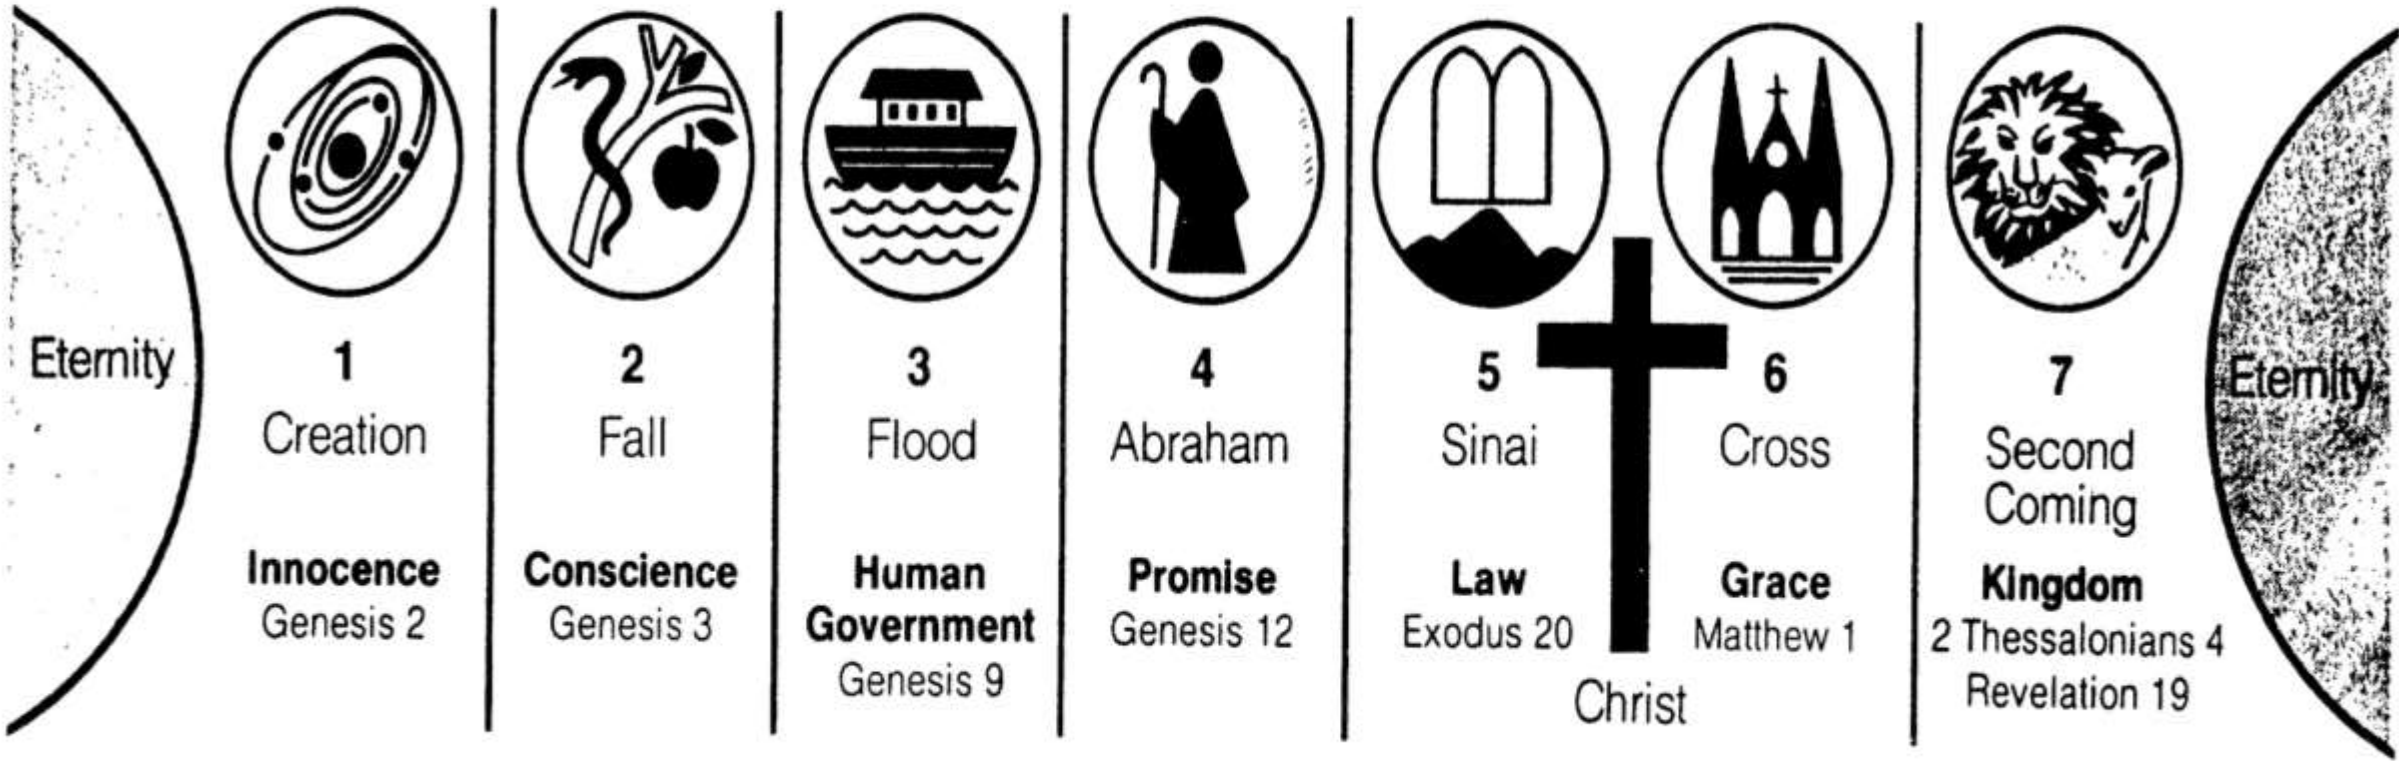 Eternity
1
Creation
Innocence
Genesis 2
2
Fall
Conscience
Genesis 3
3
Flood
Human
Government
Genesis 9
4
Abraham
Promise
Genesis 12
5
Sinai
Law
Exodus 20
Christ
6
Cross
Grace
Matthew 1
7
Second
Coming
Kingdom
2 Thessalonians 4
Revelation 19
Eternity